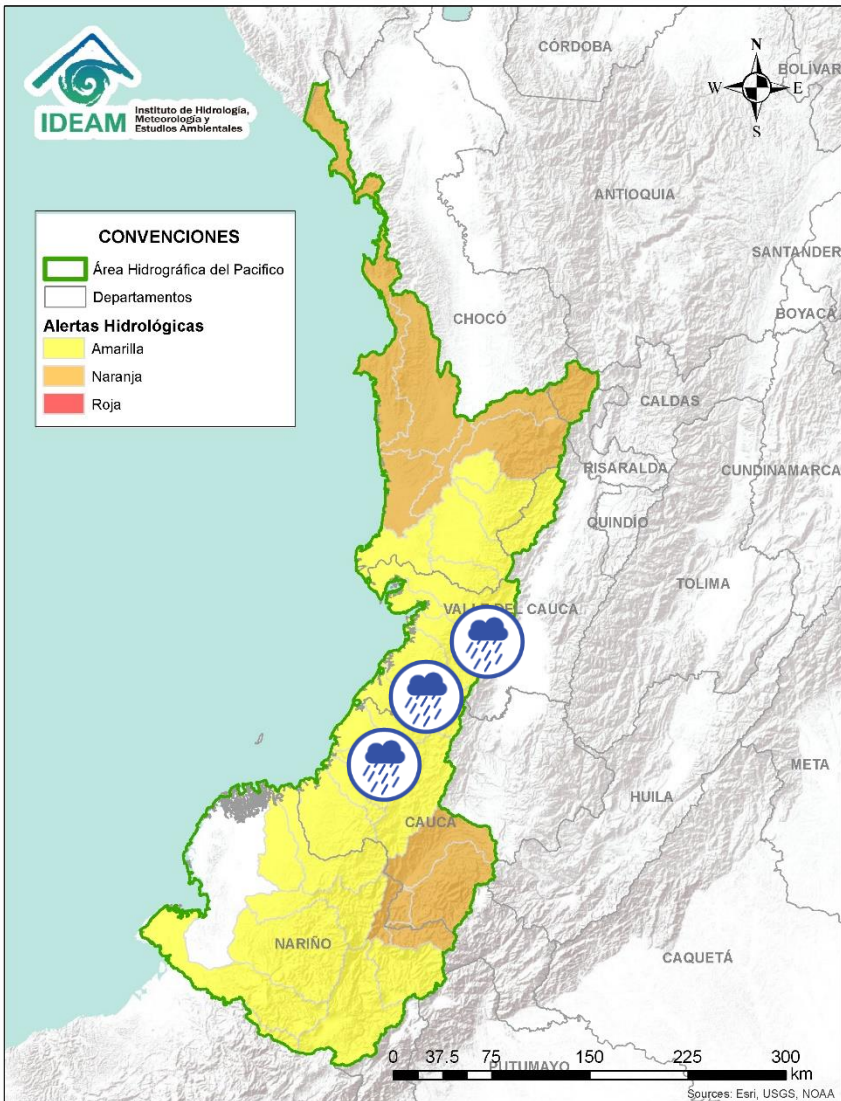 IDEAM
Instituto de Hidrología,
Meteorología y
Estudios Ambientales
CONVENCIONES
Área Hidrográfica del Pacifico
Departamentos
Alertas Hidrológicas
Amarilla
Naranja
Roja
N
W
E
S
CÓRDOBA
BOLÍVAR
ANTIOQUIA
SANTANDER
BOYACÁ
CHOCÓ
CALDAS
RISARALDA
CUNDINAMARCA
QUINDÍO
TOLIMA
VALLE DEL CAUCA
META
HUILA
CAUCA
NARIÑO
CAQUETÁ
PUTUMAYO
0 37.5 75 150 225 300
km
Sources: Esri, USGS, NOAA